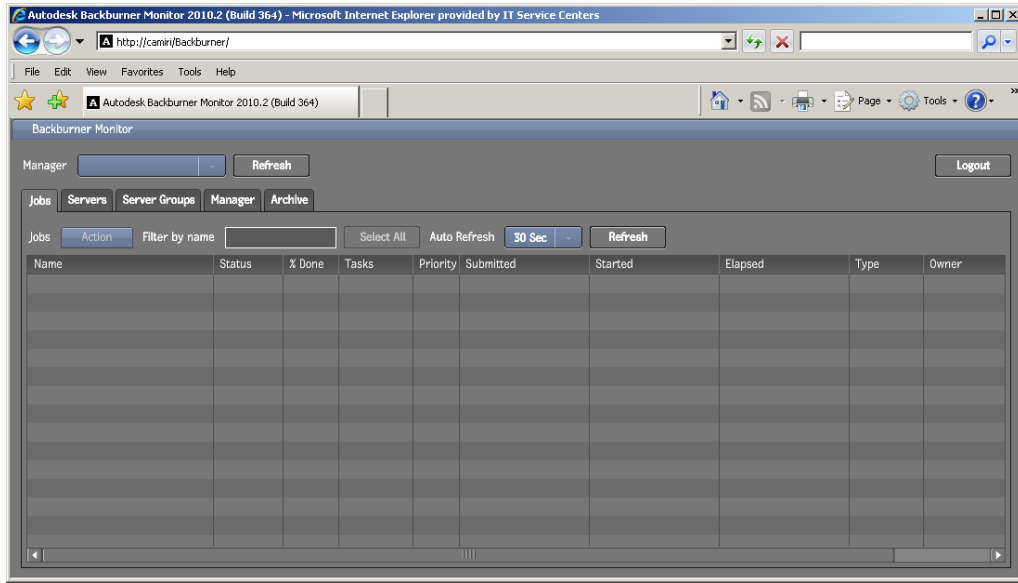 Autodesk Backburner Monitor 2010.2 (Build 364) - Microsoft Internet Explorer provided by IT Service Centers
http://camiri/Backburner/
File Edit View Favorites Tools Help
Autodesk Backburner Monitor 2010.2 (Build 364) Page Tools
Backburner Monitor
Manager Refresh Logout
Jobs Servers Server Groups Manager Archive
Jobs Action Filter by name Select All Auto Refresh 30 Sec Refresh
Name Status % Done Tasks Priority Submitted Started Elapsed Type Owner